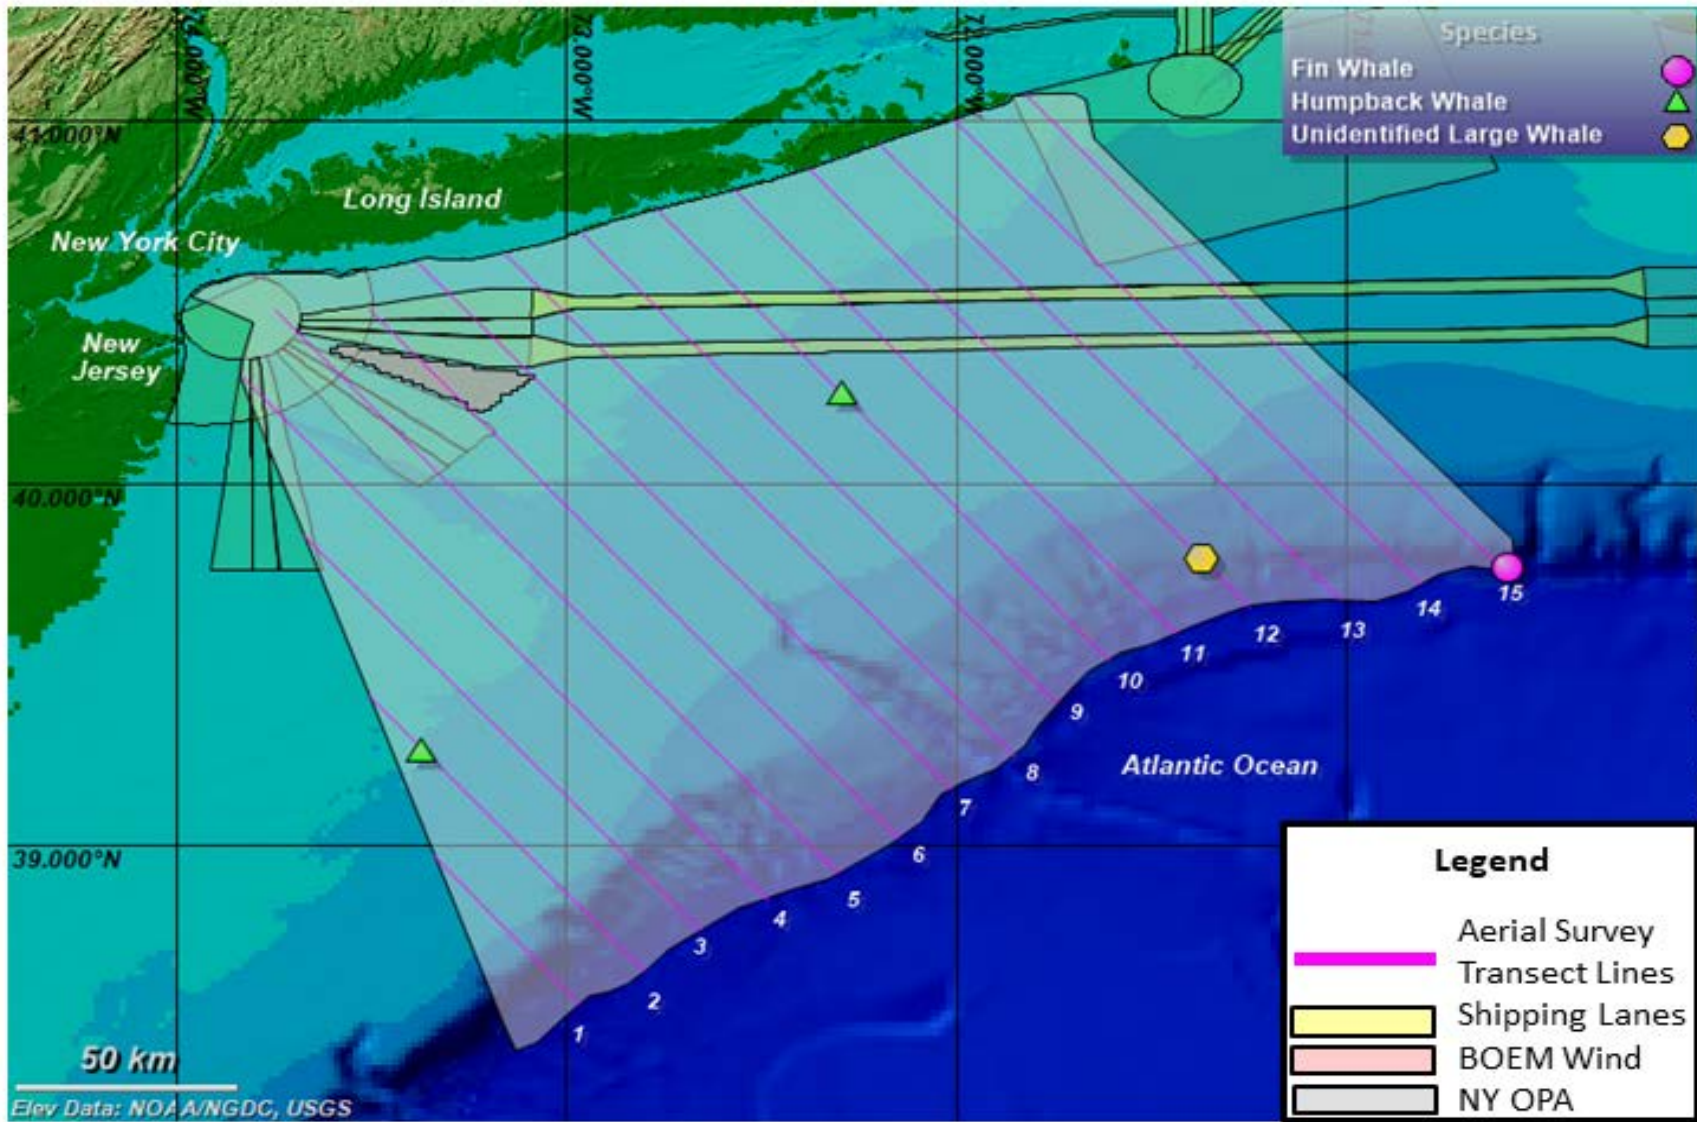 74.000°W
73.000°W
72.000°W
Species
Fin Whale
Humpback Whale
Unidentified Large Whale
41.000°N
Long Island
New York City
New
Jersey
40.000°N
15
14
13
12
11
10
9
8
7
6
5
4
3
2
1
Atlantic Ocean
39.000°N
50 km
Elev Data: NOAA/NGDC, USGS
Legend
Aerial Survey
Transect Lines
Shipping Lanes
BOEM Wind
NY OPA